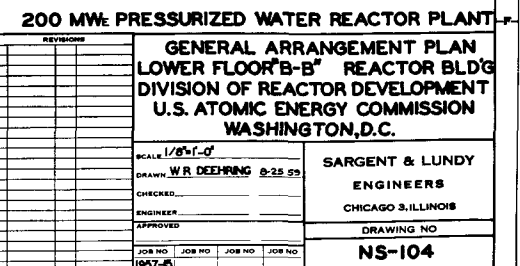 200 MWE PRESSURIZED WATER REACTOR PLANT
REVISIONS
GENERAL ARRANGEMENT PLAN
LOWER FLOOR "B-B" REACTOR BLD'G
DIVISION OF REACTOR DEVELOPMENT
U.S. ATOMIC ENERGY COMMISSION
WASHINGTON, D.C.
SCALE 1/8"=1'-0"
DRAWN W R DEEHRING 8-25 59
CHECKED
ENGINEER
APPROVED
JOB NO JOB NO JOB NO JOB NO
SARGENT & LUNDY
ENGINEERS
CHICAGO 3, ILLINOIS
DRAWING NO
NS-104